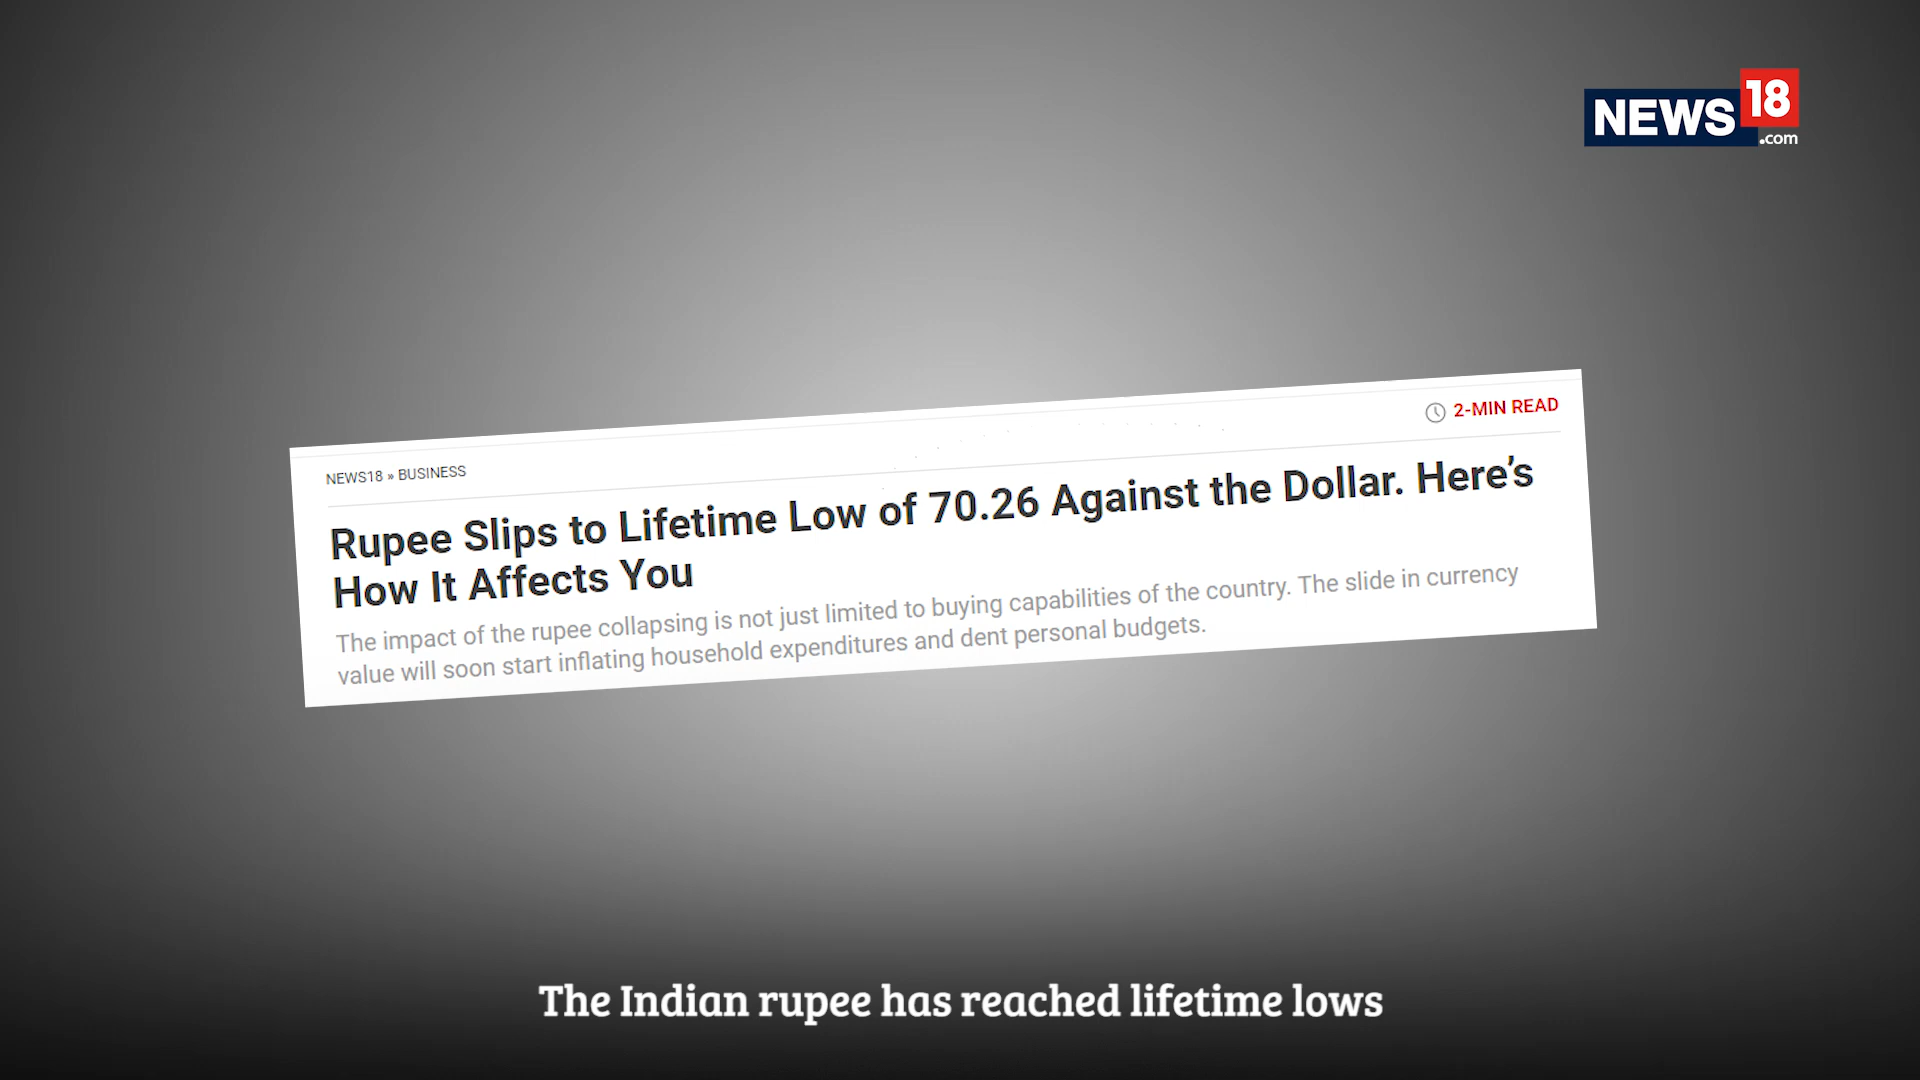 NEWS 18
.com
2-MIN READ
NEWS18 » BUSINESS
Rupee Slips to Lifetime Low of 70.26 Against the Dollar. Here’s
How It Affects You
The impact of the rupee collapsing is not just limited to buying capabilities of the country. The slide in currency
value will soon start inflating household expenditures and dent personal budgets.
The Indian rupee has reached lifetime lows